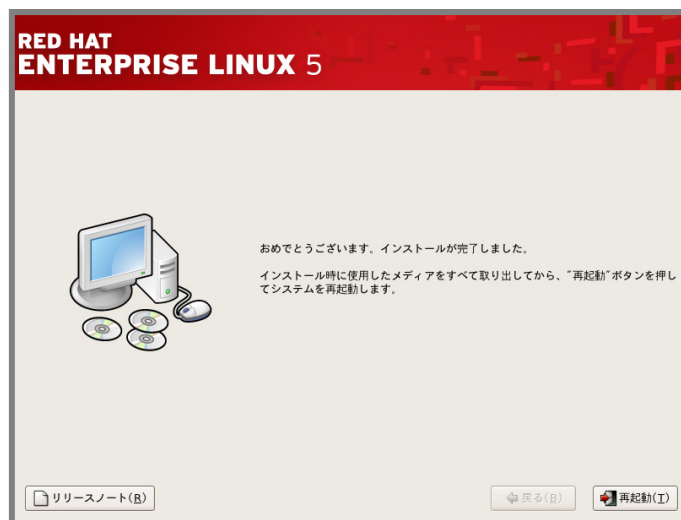 RED HAT
ENTERPRISE LINUX 5
おめでとうございます。インストールが完了しました。
インストール時に使用したメディアをすべて取り出してから、"再起動"ボタンを押し
てシステムを再起動します。
リリースノート(R)
戻る(B)
再起動(T)